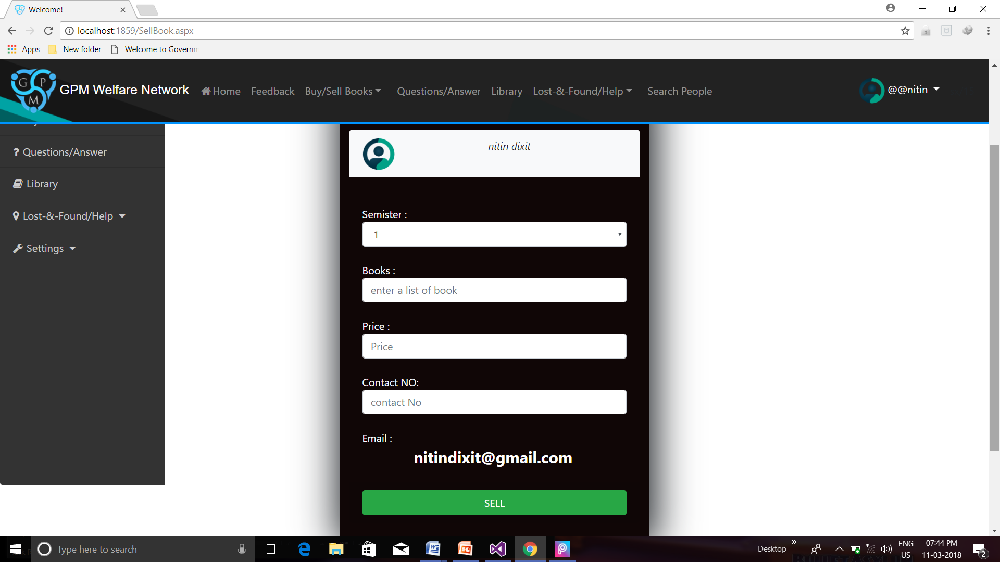 Welcome!
localhost:1859/SellBook.aspx
Apps New folder Welcome to Governm
G P M
GPM Welfare Network Home Feedback Buy/Sell Books Questions/Answer Library Lost-&-Found/Help Search People @@nitin
? Questions/Answer
Library
Lost-&-Found/Help
Settings
nitin dixit
Semister :
1
Books :
enter a list of book
Price :
Price
Contact NO:
contact No
Email :
nitindixit@gmail.com
SELL
Type here to search
Desktop
ENG
US
07:44 PM
11-03-2018
2